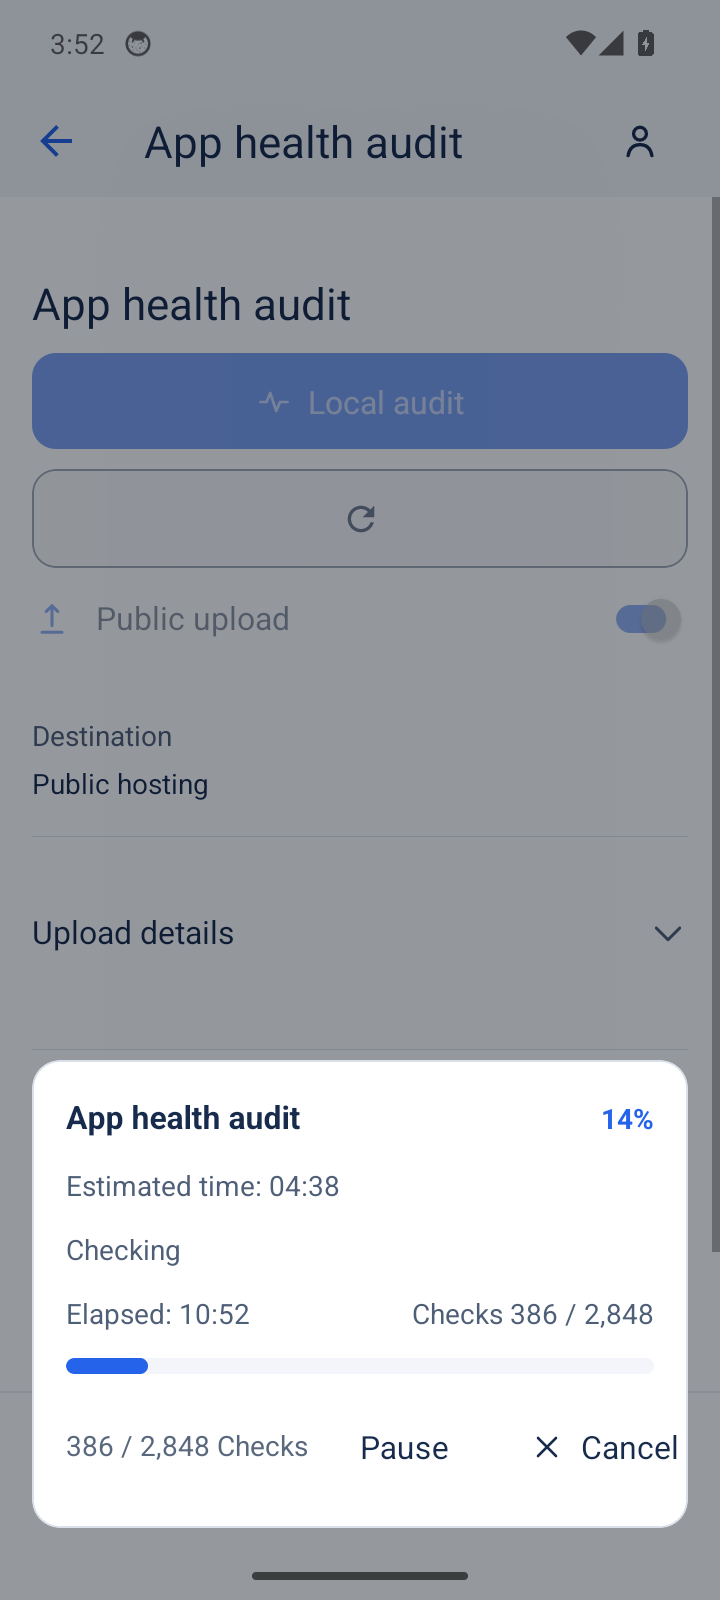 3:52
App health audit
App health audit
Local audit
Public upload
Destination
Public hosting
Upload details
App health audit 14%
Estimated time: 04:38
Checking
Elapsed: 10:52 Checks 386 / 2,848
386 / 2,848 Checks Pause Cancel